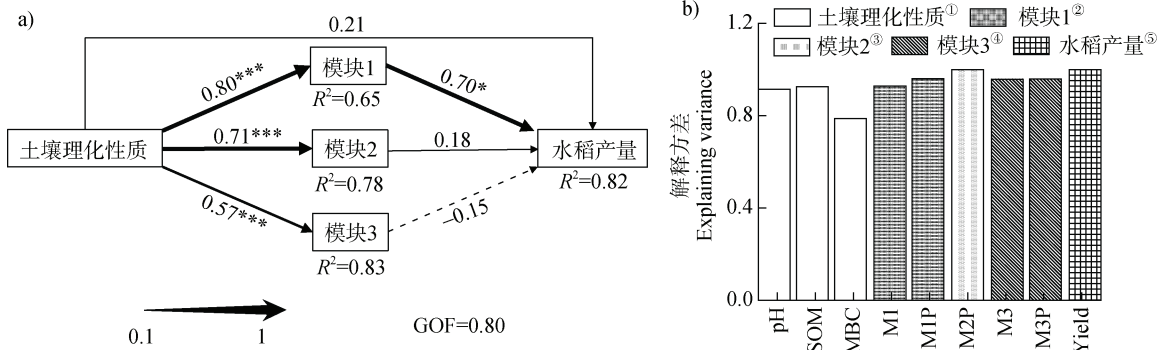 a)
0.21
模块1
R²=0.65
0.80***
0.70*
土壤理化性质
0.71***
模块2
R²=0.78
0.18
水稻产量
R²=0.82
0.57***
模块3
R²=0.83
–0.15
0.1
1
GOF=0.80
b)
土壤理化性质① 模块1②
模块2③ 模块3④ 水稻产量⑤
解释方差
Explaining variance
1.2
0.8
0.4
0.0
pH
SOM
MBC
M1
M1P
M2P
M3
M3P
Yield